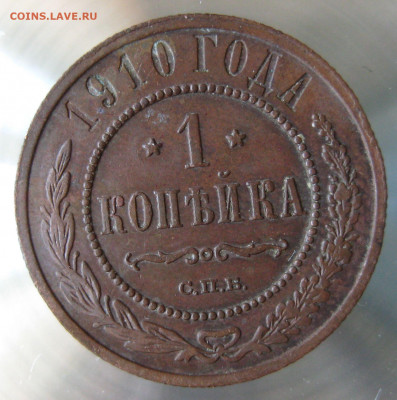 COINS.LAVE.RU
1910 ГОДА
1
КОПѢЙКА
С.П.Б.